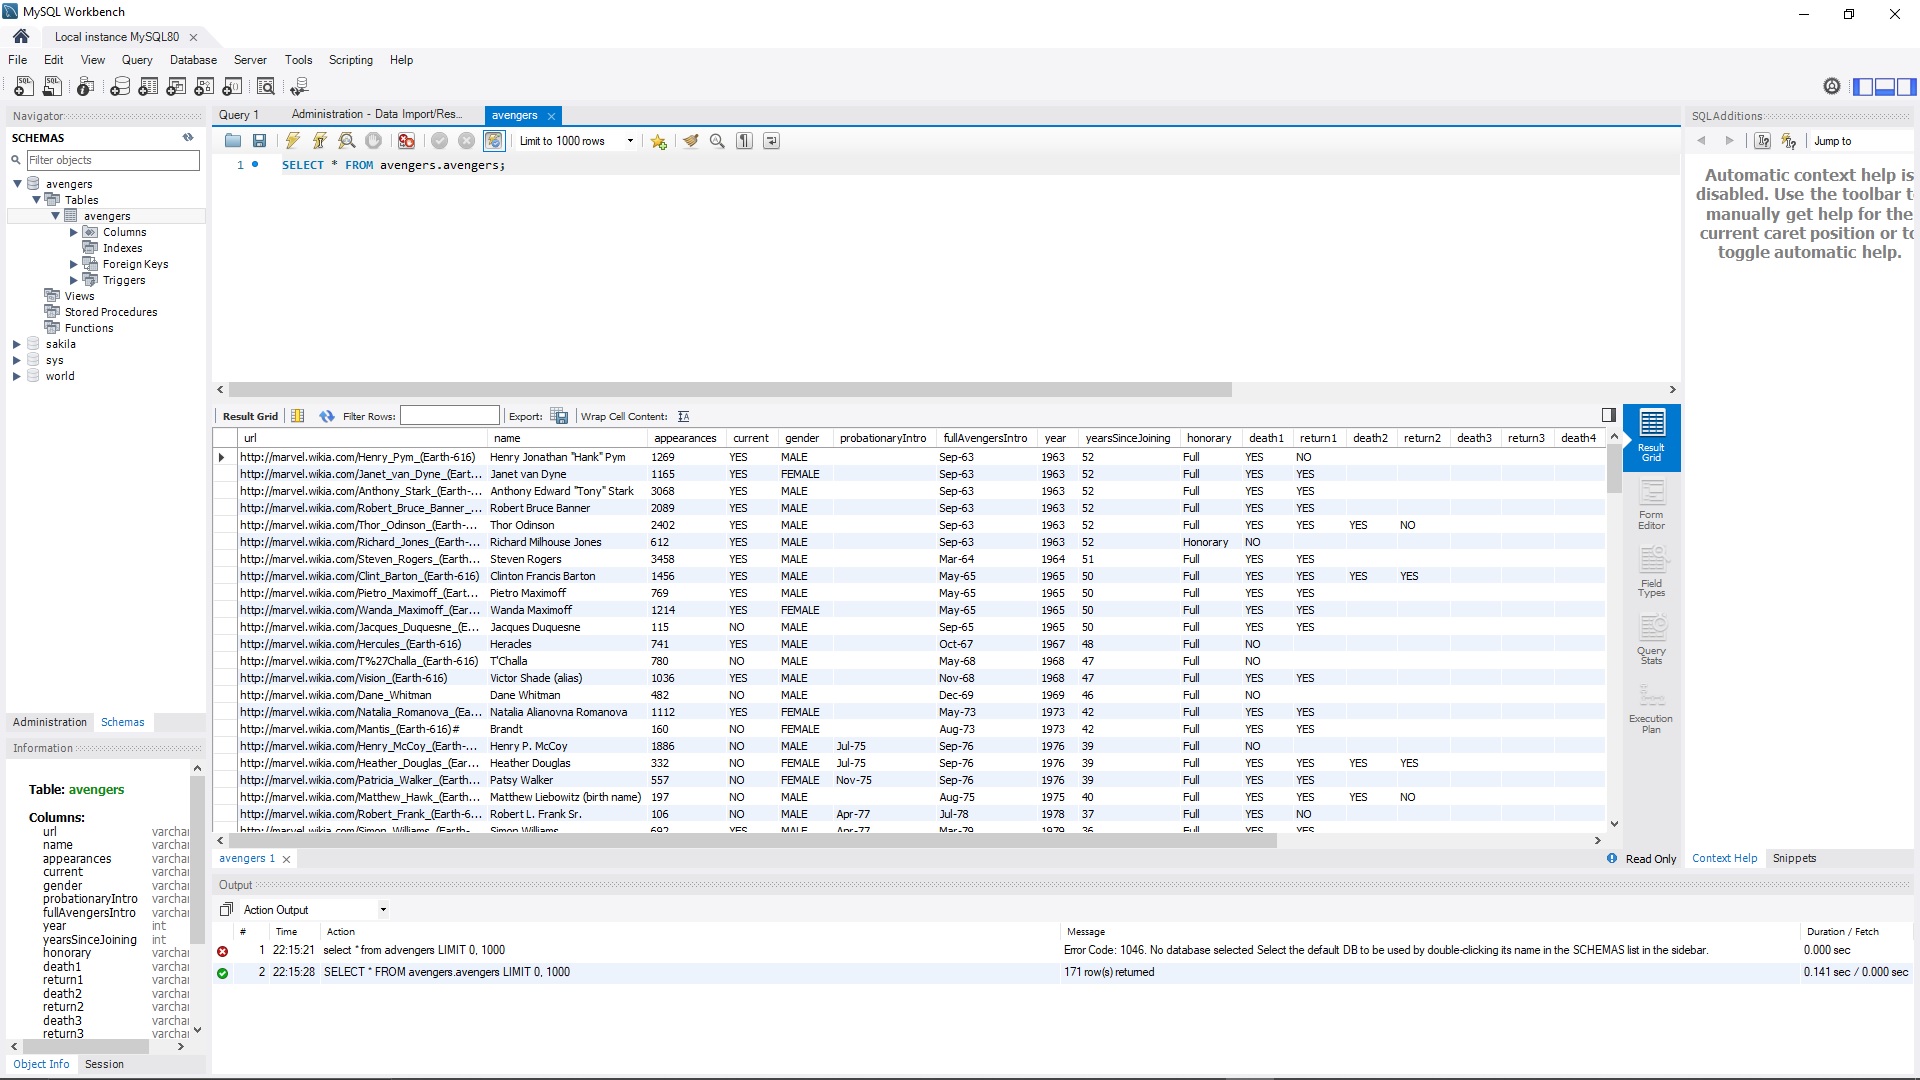 MySQL Workbench
Local instance MySQL80
File Edit View Query Database Server Tools Scripting Help
Navigator
SCHEMAS
Filter objects
avengers
Tables
avengers
Columns
Indexes
Foreign Keys
Triggers
Views
Stored Procedures
Functions
sakila
sys
world
Administration Schemas
Information
Table: avengers
Columns:
url varchar
name varchar
appearances varchar
current varchar
gender varchar
probationaryIntro varchar
fullAvengersIntro varchar
year int
yearsSinceJoining int
honorary varchar
death1 varchar
return1 varchar
death2 varchar
return2 varchar
death3 varchar
return3 varchar
Object Info Session
Query 1 Administration - Data Import/Res... avengers
Limit to 1000 rows
1 SELECT * FROM avengers.avengers;
Result Grid Filter Rows: Export: Wrap Cell Content:
url name appearances current gender probationaryIntro fullAvengersIntro year yearsSinceJoining honorary death1 return1 death2 return2 death3 return3 death4
http://marvel.wikia.com/Henry_Pym_(Earth-616) Henry Jonathan "Hank" Pym 1269 YES MALE Sep-63 1963 52 Full YES NO
http://marvel.wikia.com/Janet_van_Dyne_(Eart... Janet van Dyne 1165 YES FEMALE Sep-63 1963 52 Full YES YES
http://marvel.wikia.com/Anthony_Stark_(Earth-... Anthony Edward "Tony" Stark 3068 YES MALE Sep-63 1963 52 Full YES YES
http://marvel.wikia.com/Robert_Bruce_Banner_... Robert Bruce Banner 2089 YES MALE Sep-63 1963 52 Full YES YES
http://marvel.wikia.com/Thor_Odinson_(Earth-... Thor Odinson 2402 YES MALE Sep-63 1963 52 Full YES YES YES NO
http://marvel.wikia.com/Richard_Jones_(Earth-... Richard Milhouse Jones 612 YES MALE Sep-63 1963 52 Honorary NO
http://marvel.wikia.com/Steven_Rogers_(Earth... Steven Rogers 3458 YES MALE Mar-64 1964 51 Full YES YES
http://marvel.wikia.com/Clint_Barton_(Earth-616) Clinton Francis Barton 1456 YES MALE May-65 1965 50 Full YES YES YES YES
http://marvel.wikia.com/Pietro_Maximoff_(Eart... Pietro Maximoff 769 YES MALE May-65 1965 50 Full YES YES
http://marvel.wikia.com/Wanda_Maximoff_(Ear... Wanda Maximoff 1214 YES FEMALE May-65 1965 50 Full YES YES
http://marvel.wikia.com/Jacques_Duquesne_(E... Jacques Duquesne 115 NO MALE Sep-65 1965 50 Full YES YES
http://marvel.wikia.com/Hercules_(Earth-616) Heracles 741 YES MALE Oct-67 1967 48 Full NO
http://marvel.wikia.com/T%27Challa_(Earth-616) T'Challa 780 NO MALE May-68 1968 47 Full NO
http://marvel.wikia.com/Vision_(Earth-616) Victor Shade (alias) 1036 YES MALE Nov-68 1968 47 Full YES YES
http://marvel.wikia.com/Dane_Whitman Dane Whitman 482 NO MALE Dec-69 1969 46 Full NO
http://marvel.wikia.com/Natalia_Romanova_(Ea... Natalia Alianovna Romanova 1112 YES FEMALE May-73 1973 42 Full YES YES
http://marvel.wikia.com/Mantis_(Earth-616)# Brandt 160 NO FEMALE Aug-73 1973 42 Full YES YES
http://marvel.wikia.com/Henry_McCoy_(Earth-... Henry P. McCoy 1886 NO MALE Jul-75 Sep-76 1976 39 Full NO
http://marvel.wikia.com/Heather_Douglas_(Ear... Heather Douglas 332 NO FEMALE Jul-75 Sep-76 1976 39 Full YES YES YES YES
http://marvel.wikia.com/Patricia_Walker_(Earth... Patsy Walker 557 NO FEMALE Nov-75 Sep-76 1976 39 Full YES YES
http://marvel.wikia.com/Matthew_Hawk_(Earth... Matthew Liebowitz (birth name) 197 NO MALE Aug-75 1975 40 Full YES YES YES NO
http://marvel.wikia.com/Robert_Frank_(Earth-6... Robert L. Frank Sr. 106 NO MALE Apr-77 Jul-78 1978 37 Full YES NO
http://marvel.wikia.com/Simon_Williams_(Earth-... Simon Williams 692 YES MALE Apr-77 Mar-79 1979 36 Full YES YES
avengers 1
Read Only
Result Grid
Form Editor
Field Types
Query Stats
Execution Plan
Output
Action Output
# Time Action Message Duration / Fetch
1 22:15:21 select * from advengers LIMIT 0, 1000 Error Code: 1046. No database selected Select the default DB to be used by double-clicking its name in the SCHEMAS list in the sidebar. 0.000 sec
2 22:15:28 SELECT * FROM avengers.avengers LIMIT 0, 1000 171 row(s) returned 0.141 sec / 0.000 sec
SQLAdditions
Jump to
Automatic context help is
disabled. Use the toolbar t
manually get help for the
current caret position or to
toggle automatic help.
Context Help Snippets